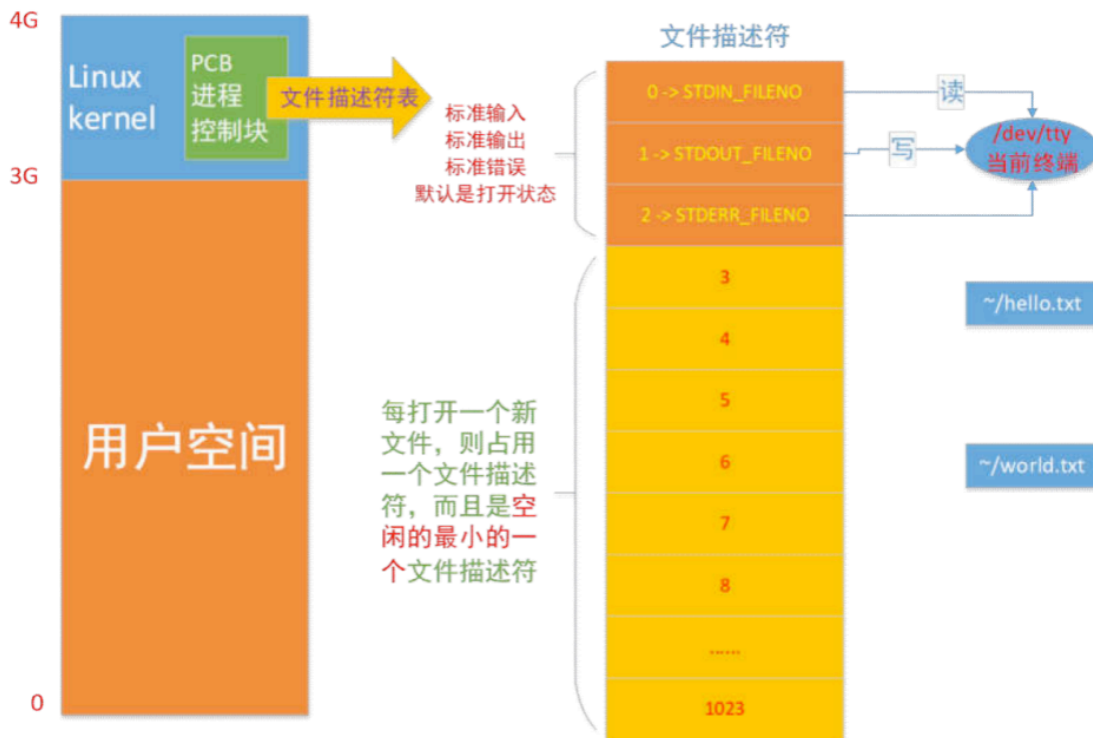 4G
Linux
kernel
PCB
进程
控制块
文件描述符表
3G
用户空间
0
标准输入
标准输出
标准错误
默认是打开状态
每打开一个新
文件，则占用
一个文件描述
符，而且是空
闲的最小的一
个文件描述符
文件描述符
0 -> STDIN_FILENO
1 -> STDOUT_FILENO
2 -> STDERR_FILENO
3
4
5
6
7
8
......
1023
读
写
/dev/tty
当前终端
~/hello.txt
~/world.txt